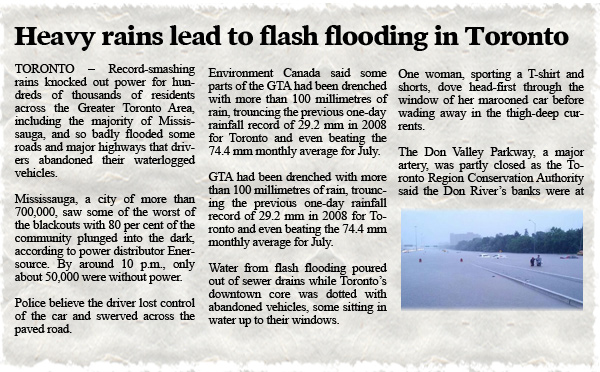 Heavy rains lead to flash flooding in Toronto
TORONTO – Record-smashing
rains knocked out power for hun-
dreds of thousands of residents
across the Greater Toronto Area,
including the majority of Missis-
sauga, and so badly flooded some
roads and major highways that driv-
ers abandoned their waterlogged
vehicles.
Mississauga, a city of more than
700,000, saw some of the worst of
the blackouts with 80 per cent of the
community plunged into the dark,
according to power distributor Ener-
source. By around 10 p.m., only
about 50,000 were without power.
Police believe the driver lost control
of the car and swerved across the
paved road.
Environment Canada said some
parts of the GTA had been drenched
with more than 100 millimetres of
rain, trouncing the previous one-day
rainfall record of 29.2 mm in 2008
for Toronto and even beating the
74.4 mm monthly average for July.
GTA had been drenched with more
than 100 millimetres of rain, trounc-
ing the previous one-day rainfall
record of 29.2 mm in 2008 for To-
ronto and even beating the 74.4 mm
monthly average for July.
Water from flash flooding poured
out of sewer drains while Toronto's
downtown core was dotted with
abandoned vehicles, some sitting in
water up to their windows.
One woman, sporting a T-shirt and
shorts, dove head-first through the
window of her marooned car before
wading away in the thigh-deep cur-
rents.
The Don Valley Parkway, a major
artery, was partly closed as the To-
ronto Region Conservation Authority
said the Don River's banks were at